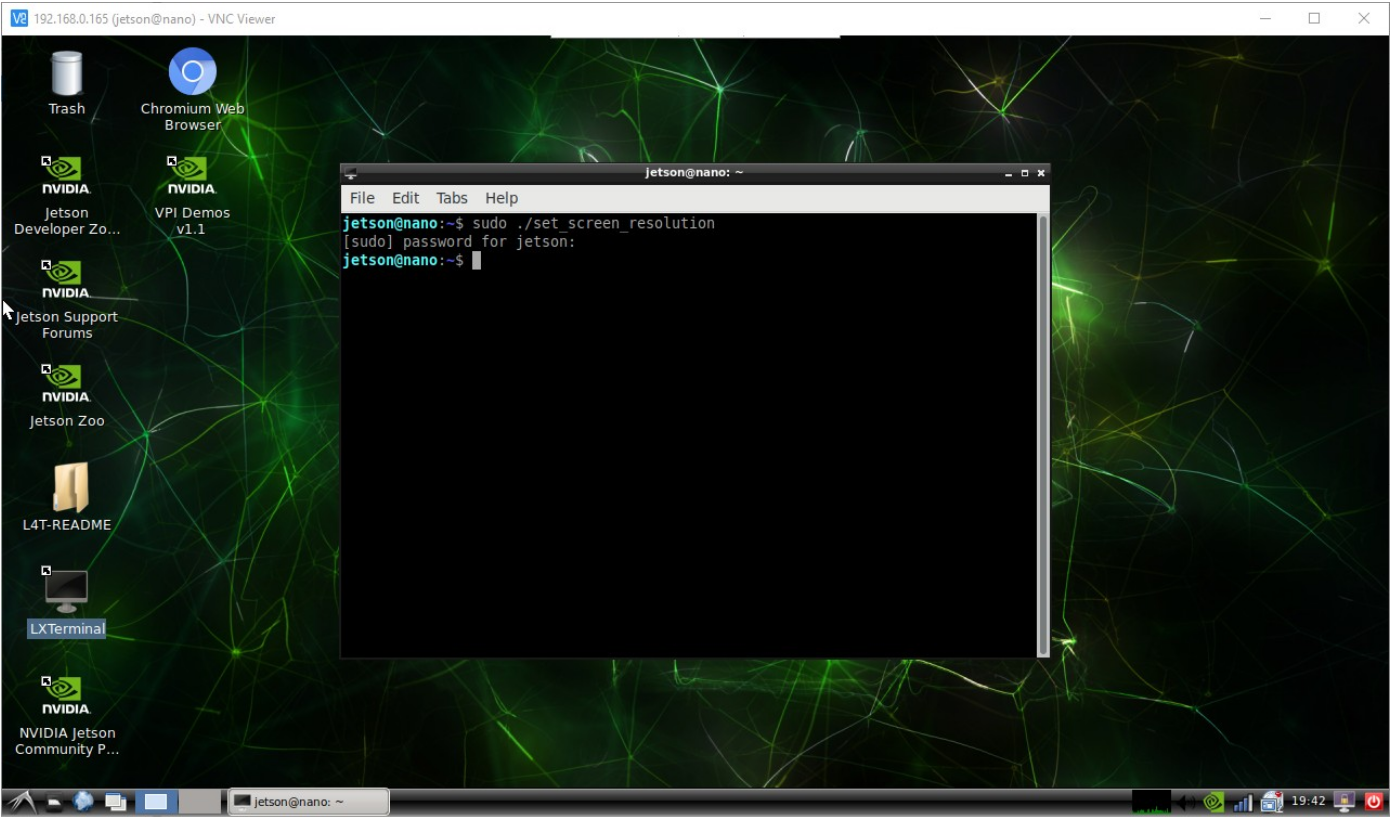 192.168.0.165 (jetson@nano) - VNC Viewer
Trash
Chromium Web
Browser
NVIDIA.
Jetson
Developer Zo...
NVIDIA.
VPI Demos
v1.1
NVIDIA.
Jetson Support
Forums
NVIDIA.
Jetson Zoo
L4T-README
LXTerminal
NVIDIA.
NVIDIA Jetson
Community P...
jetson@nano: ~
File Edit Tabs Help
jetson@nano:~$ sudo ./set_screen_resolution
[sudo] password for jetson:
jetson@nano:~$
jetson@nano: ~
19:42